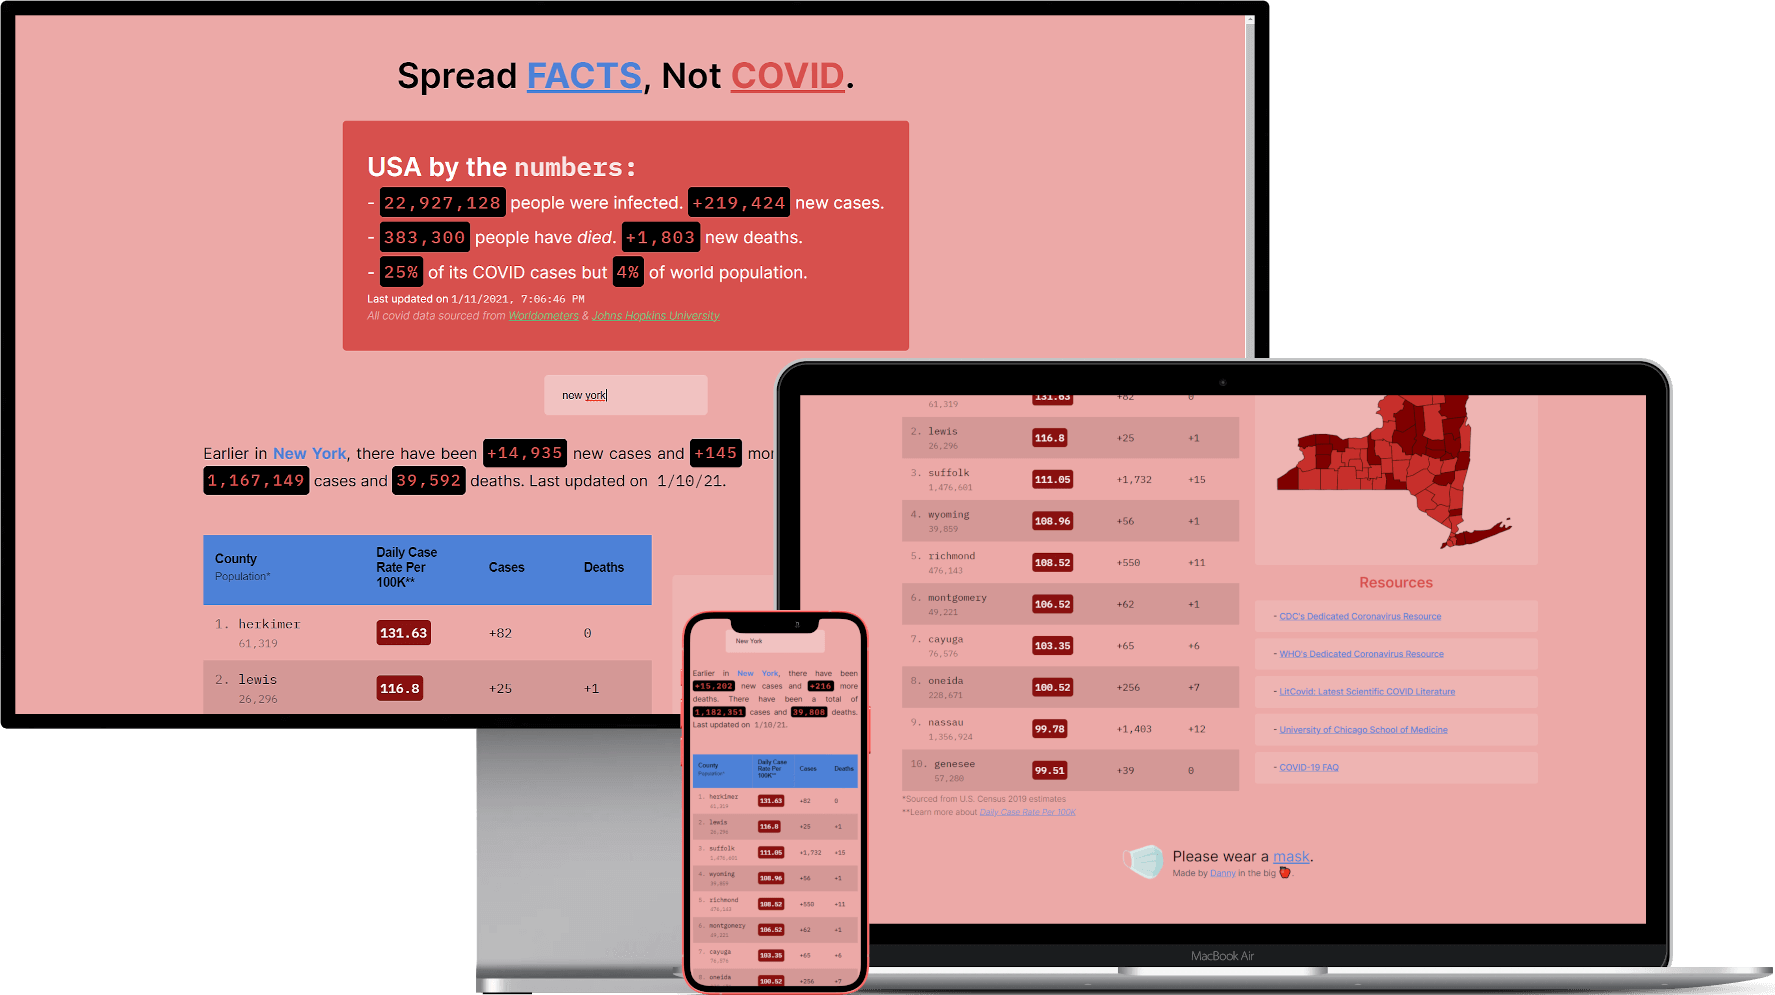 Spread FACTS, Not COVID.
USA by the numbers:
- 22,927,128 people were infected. +219,424 new cases.
- 383,300 people have died. +1,803 new deaths.
- 25% of its COVID cases but 4% of world population.
Last updated on 1/11/2021, 7:06:46 PM
All covid data sourced from Worldometers & Johns Hopkins University
new york
Earlier in New York, there have been +14,935 new cases and +145 mor
1,167,149 cases and 39,592 deaths. Last updated on 1/10/21.
County Population* Daily Case Rate Per 100K** Cases Deaths
1. herkimer 131.63 +82 0
61,319
2. lewis 116.8 +25 +1
26,296
New York
Earlier in New York, there have been
+15,202 new cases and +216 more
deaths. There have been a total of
1,182,351 cases and 39,808 deaths.
Last updated on 1/10/21.
County Population* Daily Case Rate Per 100K** Cases Deaths
1. herkimer 131.63 +82 0
61,319
2. lewis 116.8 +25 +1
26,296
3. suffolk 111.05 +1,732 +15
1,476,601
4. wyoming 108.96 +56 +1
39,859
5. richmond 108.52 +550 +11
476,143
6. montgomery 106.52 +62 +1
49,221
7. cayuga 103.35 +65 +6
76,576
8. oneida 100.52 +256 +7
131.63 +82 0
61,319
2. lewis 116.8 +25 +1
26,296
3. suffolk 111.05 +1,732 +15
1,476,601
4. wyoming 108.96 +56 +1
39,859
5. richmond 108.52 +550 +11
476,143
6. montgomery 106.52 +62 +1
49,221
7. cayuga 103.35 +65 +6
76,576
8. oneida 100.52 +256 +7
228,671
9. nassau 99.78 +1,403 +12
1,356,924
10. genesee 99.51 +39 0
57,280
*Sourced from U.S. Census 2019 estimates
**Learn more about Daily Case Rate Per 100K
Resources
- CDC's Dedicated Coronavirus Resource
- WHO's Dedicated Coronavirus Resource
- LitCovid: Latest Scientific COVID Literature
- University of Chicago School of Medicine
- COVID-19 FAQ
Please wear a mask.
Made by Danny in the big 🍎.
MacBook Air